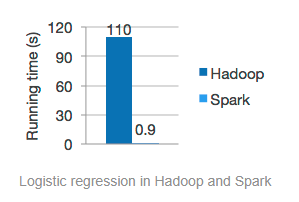 Running time (s)
120
90
60
30
0
110
0.9
Hadoop
Spark
Logistic regression in Hadoop and Spark